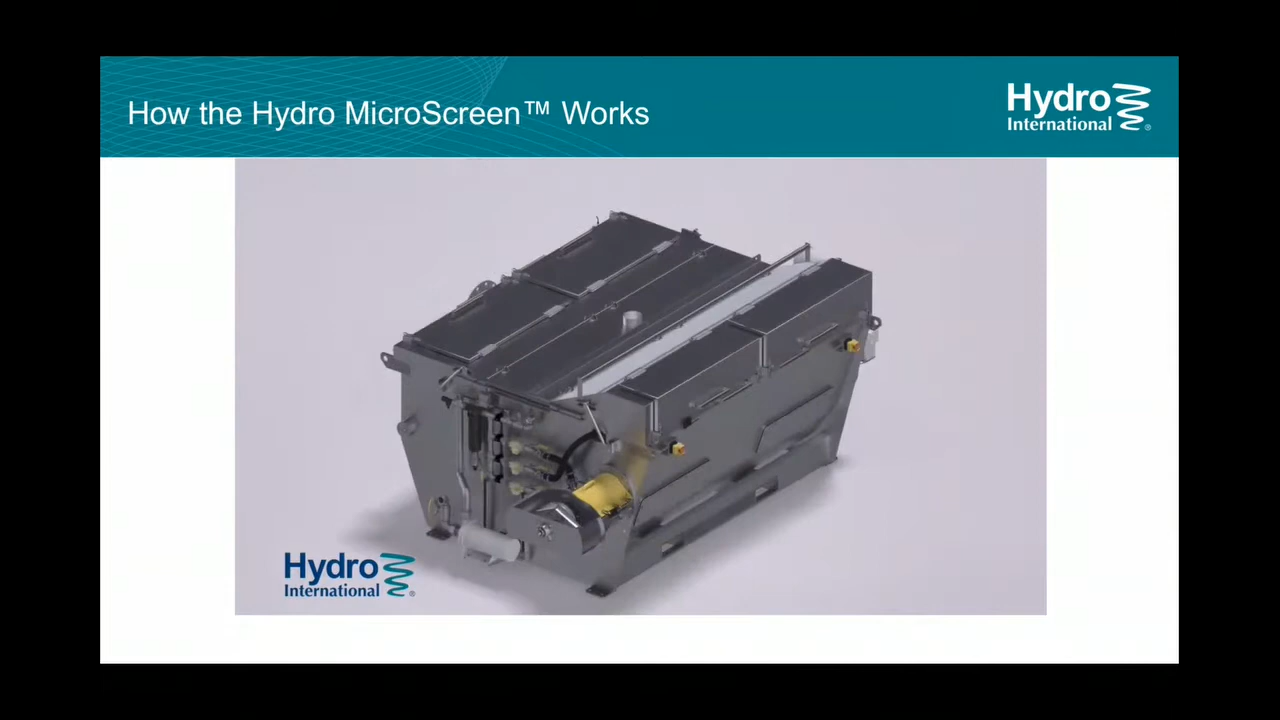 How the Hydro MicroScreen™ Works
Hydro
International®
Hydro
International®